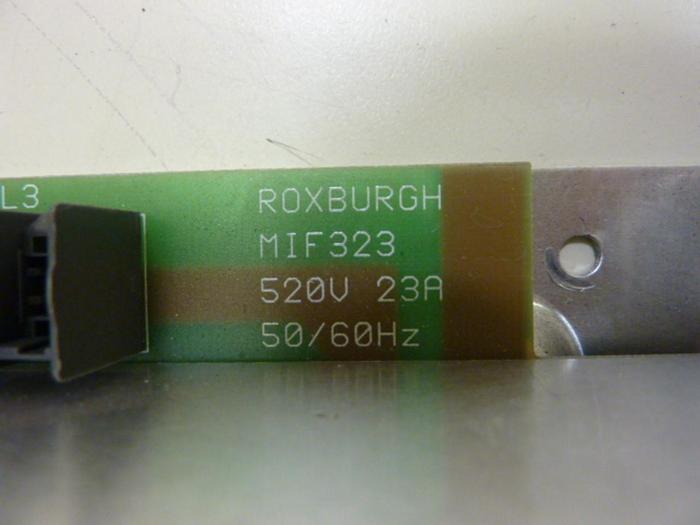 L3
ROXBURGH
MIF323
520V 23A
50/60Hz